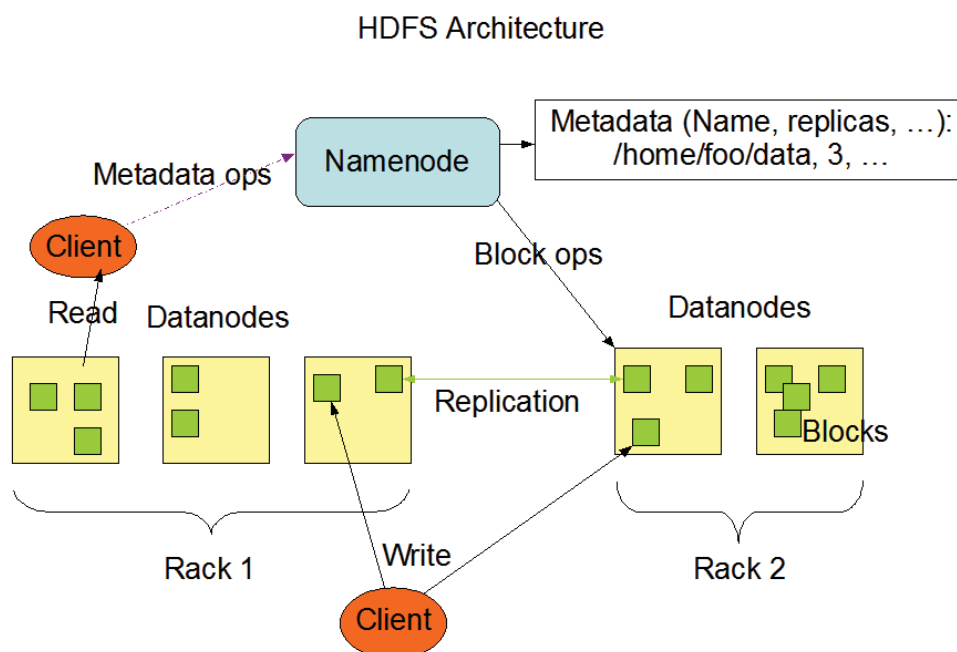 HDFS Architecture
Metadata (Name, replicas, …):
/home/foo/data, 3, …
Namenode
Metadata ops
Client
Block ops
Read
Datanodes
Datanodes
Replication
Blocks
Rack 1
Write
Rack 2
Client